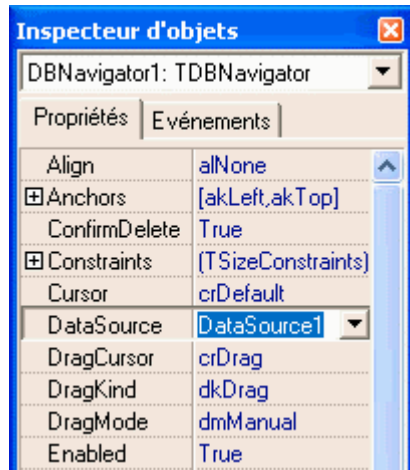 Inspecteur d'objets
DBNavigator1: TDBNavigator
Propriétés Evénements
Align alNone
Anchors [akLeft,akTop]
ConfirmDelete True
Constraints (TSizeConstraints)
Cursor crDefault
DataSource DataSource1
DragCursor crDrag
DragKind dkDrag
DragMode dmManual
Enabled True